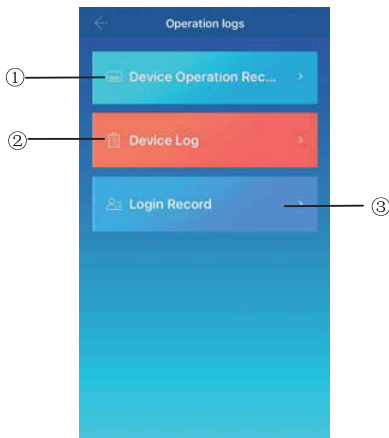 Operation logs
① Device Operation Rec...
② Device Log
Login Record ③